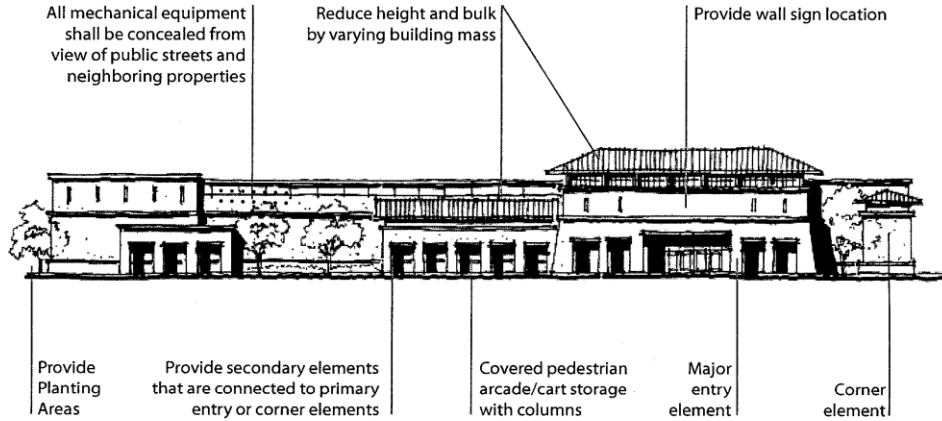 All mechanical equipment
shall be concealed from
view of public streets and
neighboring properties
Reduce height and bulk
by varying building mass
Provide wall sign location
Provide
Planting
Areas
Provide secondary elements
that are connected to primary
entry or corner elements
Covered pedestrian
arcade/cart storage
with columns
Major
entry
element
Corner
element